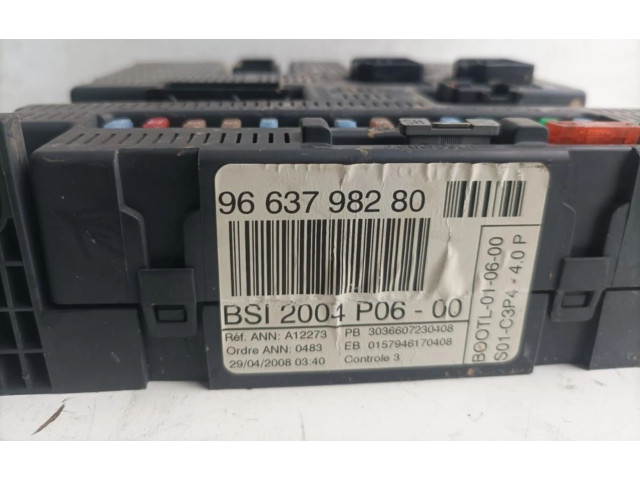 96 637 982 80
BSI 2004 P06 - 00
Réf. ANN: A12273 PB 3036607230408
Ordre ANN: 0483 EB 0157946170408
29/04/2008 03:40 Controle 3
BOOTL-01-06-00
S01-C3P4 - 4.0 P